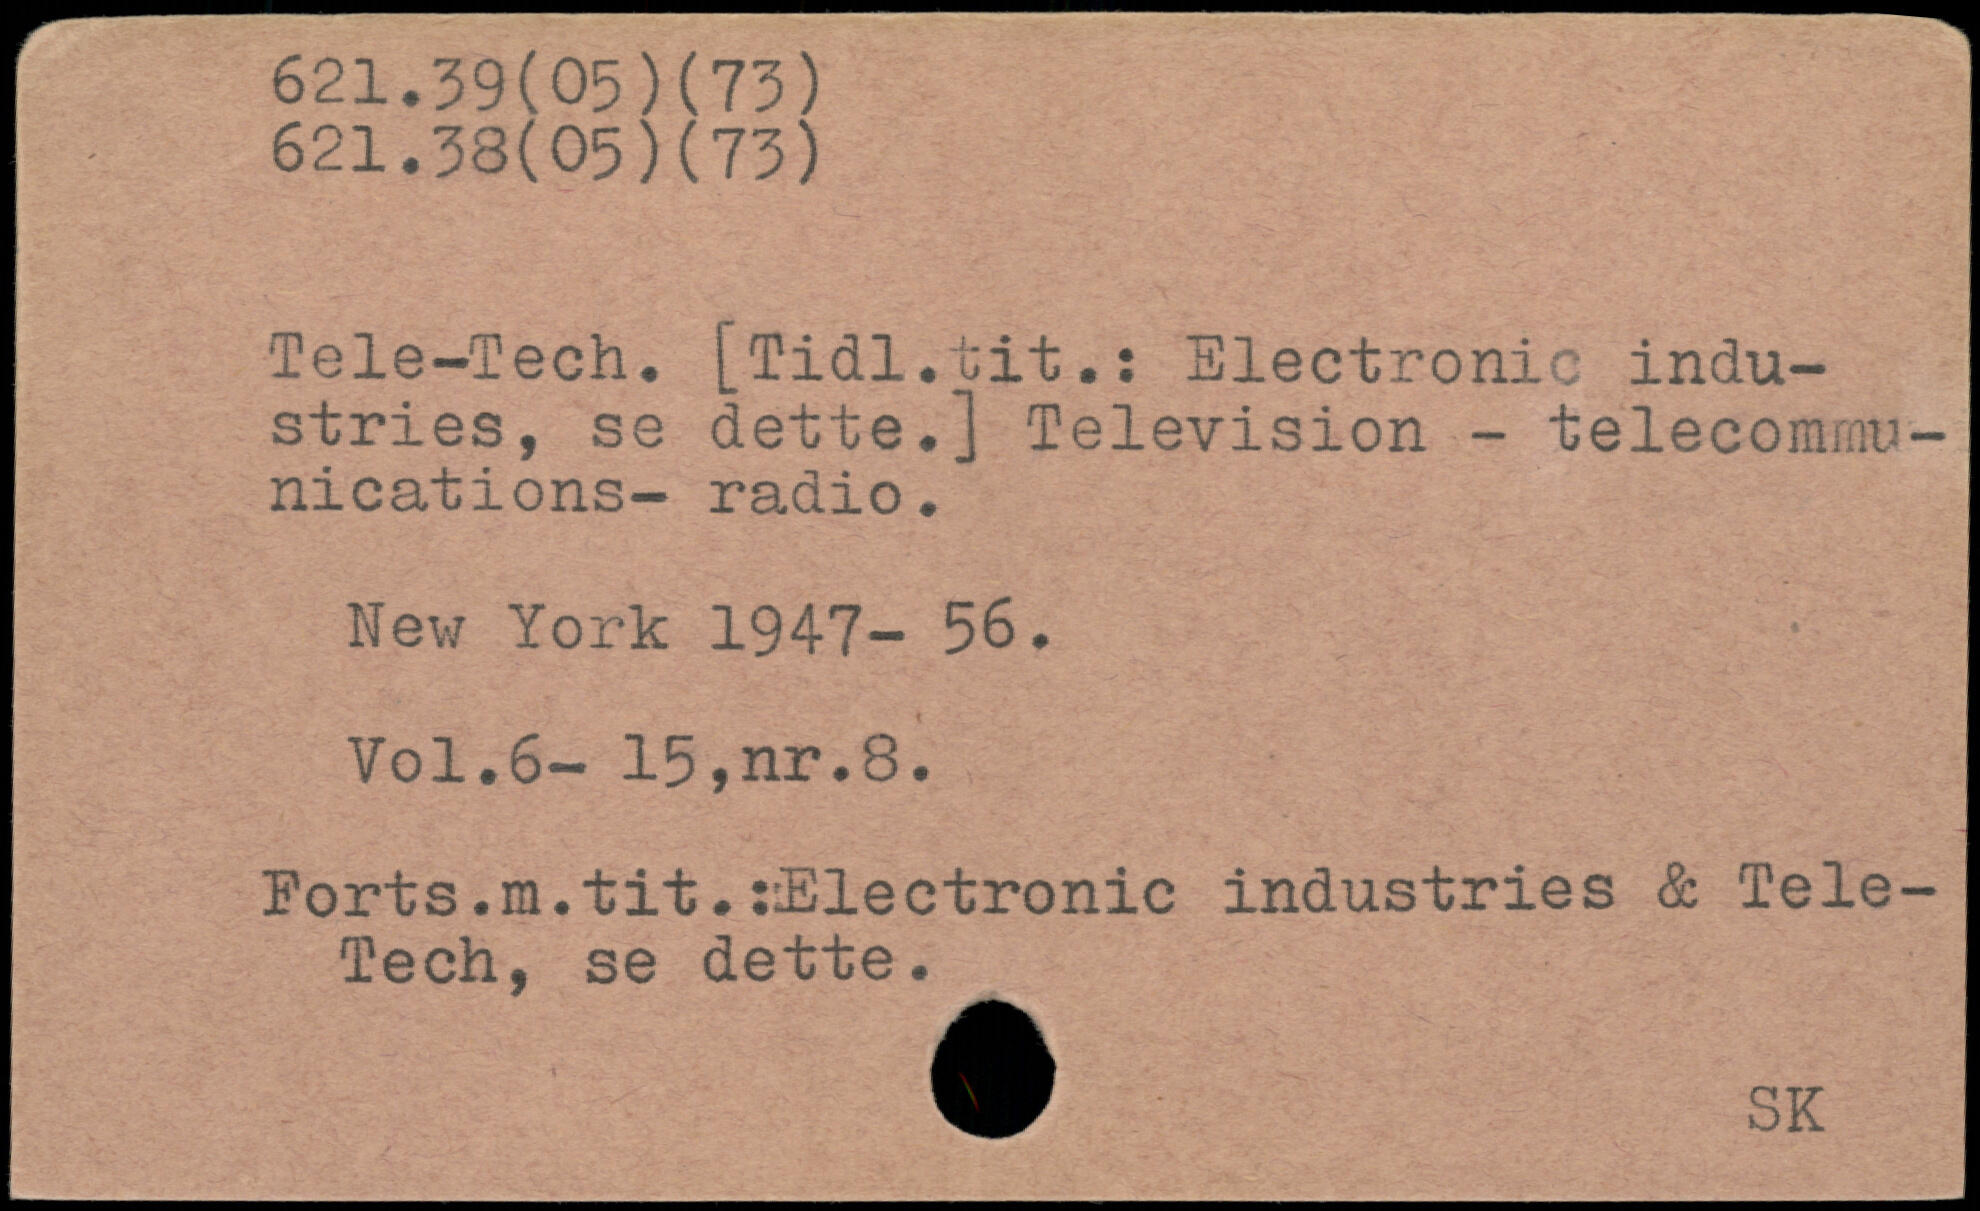 621.39(05)(73)
621.38(05)(73)
Tele-Tech. [Tidl.tit.: Electronic indu-
stries, se dette.] Television - telecommu-
nications- radio.
New York 1947- 56.
Vol.6- 15,nr.8.
Forts.m.tit.:Electronic industries & Tele-
Tech, se dette.
SK